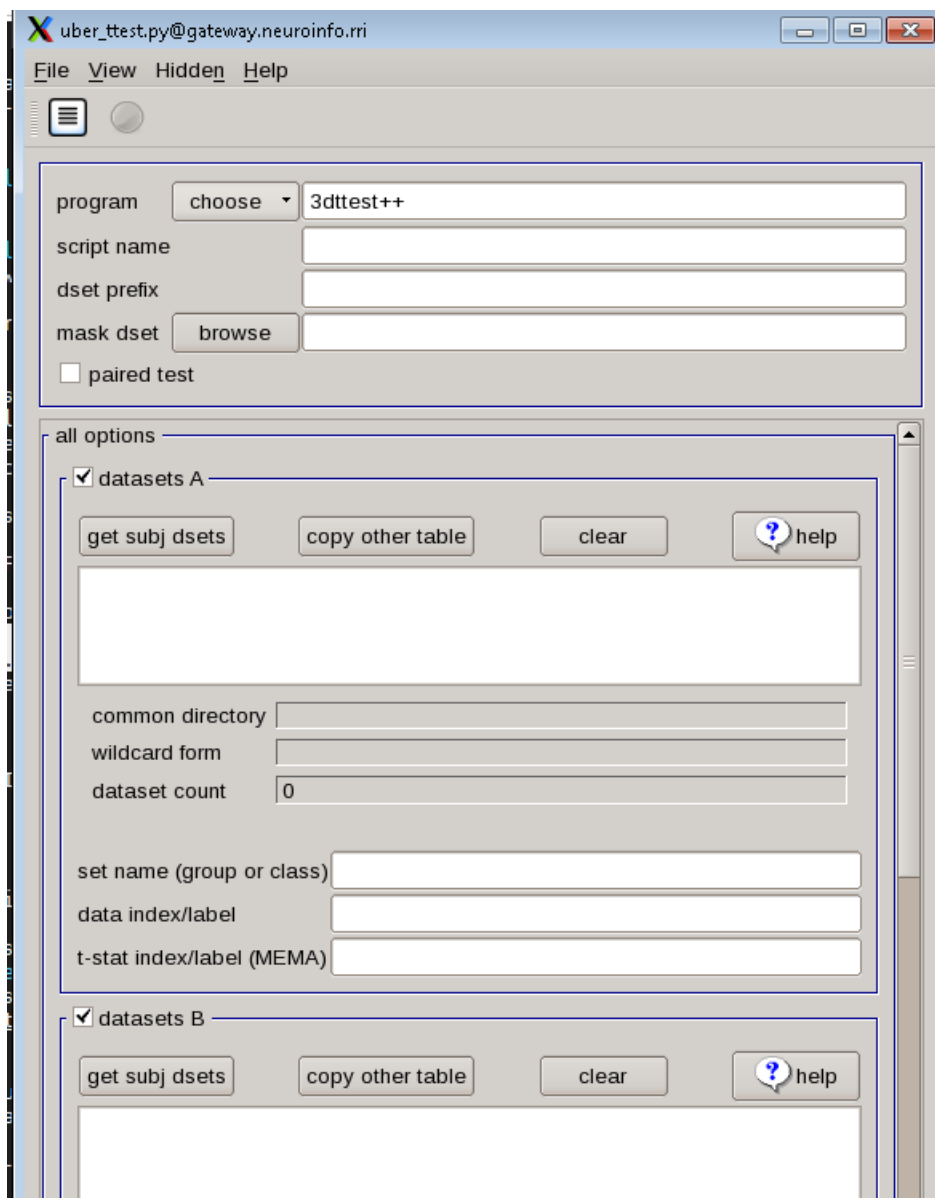 uber_ttest.py@gateway.neuroinfo.rri
File View Hidden Help
program choose 3dttest++
script name
dset prefix
mask dset browse
paired test
all options
datasets A
get subj dsets copy other table clear help
common directory
wildcard form
dataset count 0
set name (group or class)
data index/label
t-stat index/label (MEMA)
datasets B
get subj dsets copy other table clear help